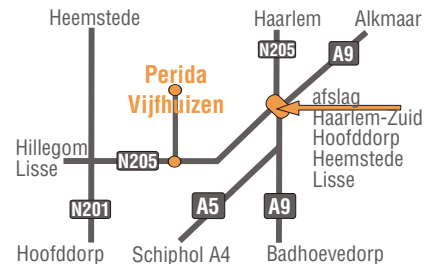 Heemstede
Haarlem
Alkmaar
N205
A9
Perida
Vijfhuizen
afslag
Haarlem-Zuid
Hoofddorp
Heemstede
Lisse
Hillegom
Lisse
N205
N201
A5
A9
Hoofddorp
Schiphol A4
Badhoevedorp